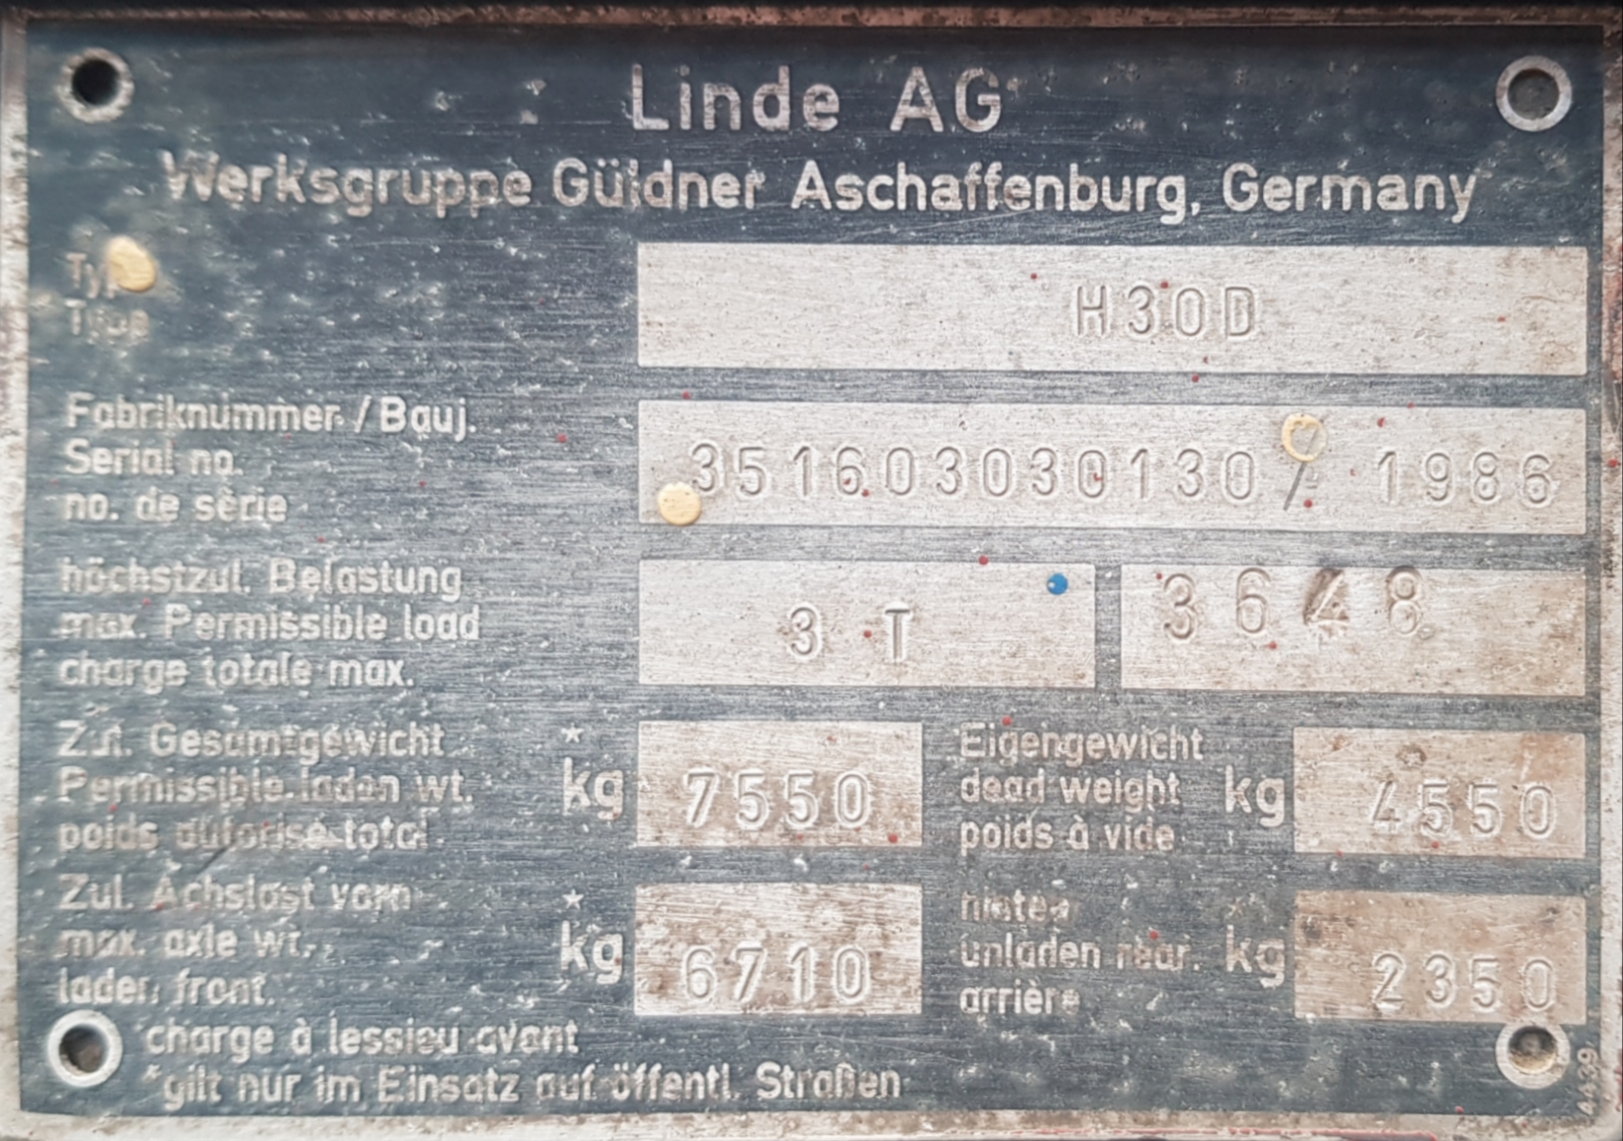 Linde AG
Werksgruppe Güldner Aschaffenburg, Germany
Typ
Type
H30D
Fabriknummer / Bauj.
Serial no.
no. de sèrie
351603030130 / 1986
höchstzul. Belastung
max. Permissible load
charge totale max.
3 T
3648
Zul. Gesamtgewicht
Permissible laden wt.
poids autorisé total
* kg
7550
Eigengewicht
dead weight
poids à vide
kg
4550
Zul. Achslast vorn
max. axle wt.
laden front.
charge à lessieu avant
* kg
6710
hinten
unladen rear.
arrière
kg
2350
*gilt nur im Einsatz auf öffentl. Straßen
4439